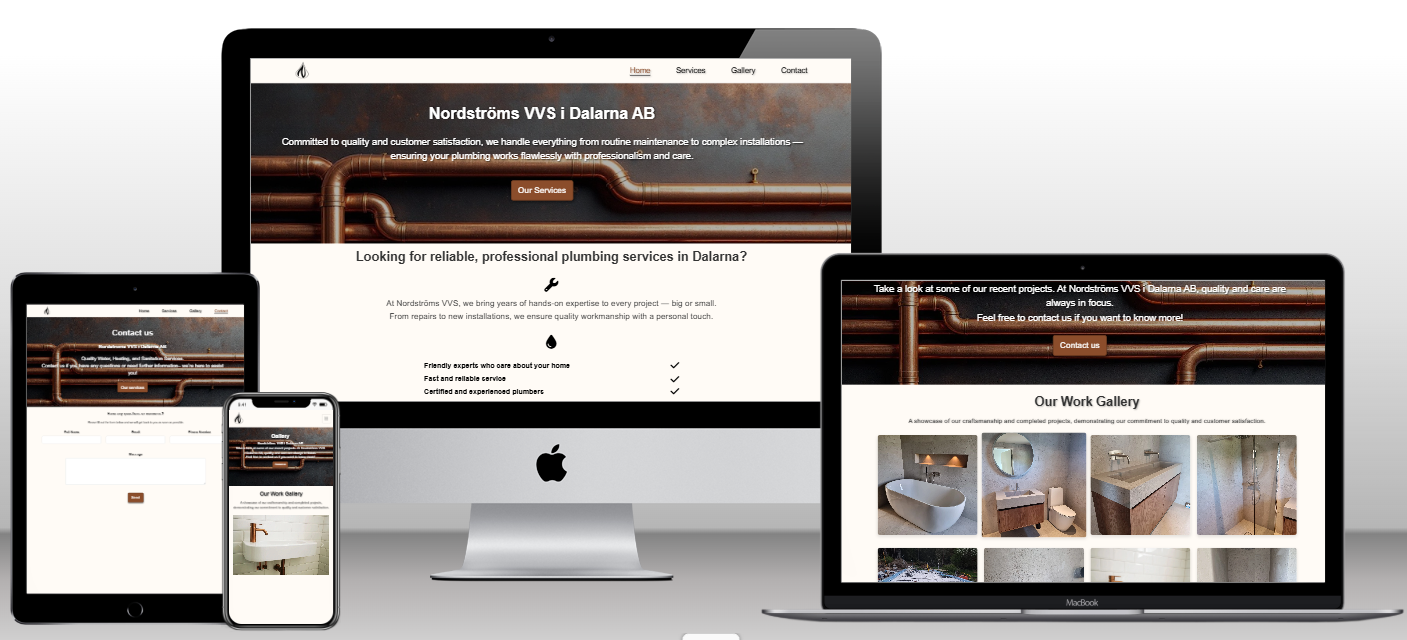 Home Services Gallery Contact
Nordströms VVS i Dalarna AB
Committed to quality and customer satisfaction, we handle everything from routine maintenance to complex installations —
ensuring your plumbing works flawlessly with professionalism and care.
Our Services
Looking for reliable, professional plumbing services in Dalarna?
At Nordströms VVS, we bring years of hands-on expertise to every project — big or small.
From repairs to new installations, we ensure quality workmanship with a personal touch.
Friendly experts who care about your home
Fast and reliable service
Certified and experienced plumbers
Home Services Gallery Contact
Contact us
Nordströms VVS i Dalarna AB
Quality Water, Heating, and Sanitation Services.
Contact us if you have any questions or need further information– we're here to assist
you!
Our services
Full Name Email
Message
Send
9:41
Gallery
Nordströms VVS i Dalarna AB
Contact us
Our Work Gallery
A showcase of our craftsmanship and completed projects,
demonstrating our commitment to quality and customer satisfaction.
Take a look at some of our recent projects. At Nordströms VVS i Dalarna AB, quality and care are
always in focus.
Feel free to contact us if you want to know more!
Contact us
Our Work Gallery
A showcase of our craftsmanship and completed projects, demonstrating our commitment to quality and customer satisfaction.
MacBook